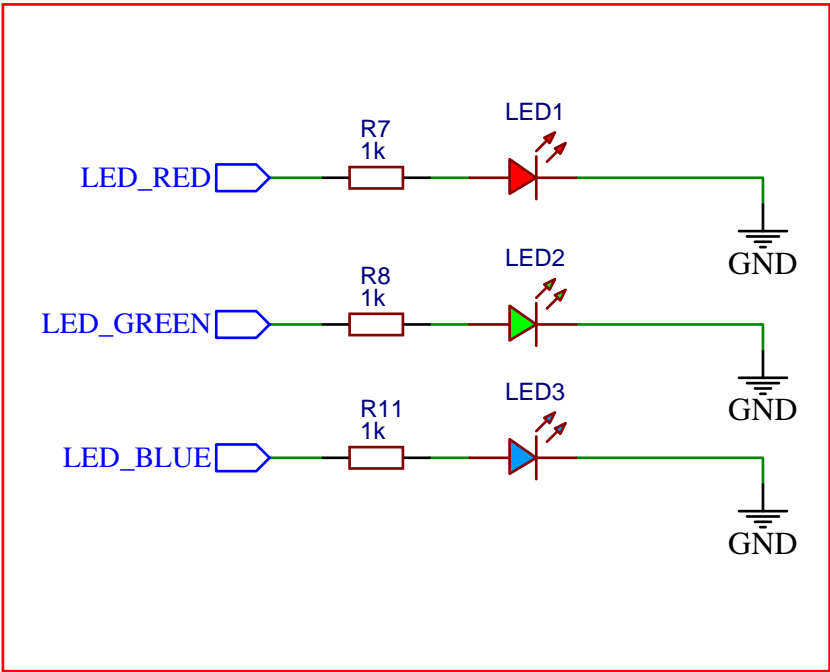 LED1
R7
1k
LED_RED
GND
LED2
R8
1k
LED_GREEN
GND
LED3
R11
1k
LED_BLUE
GND